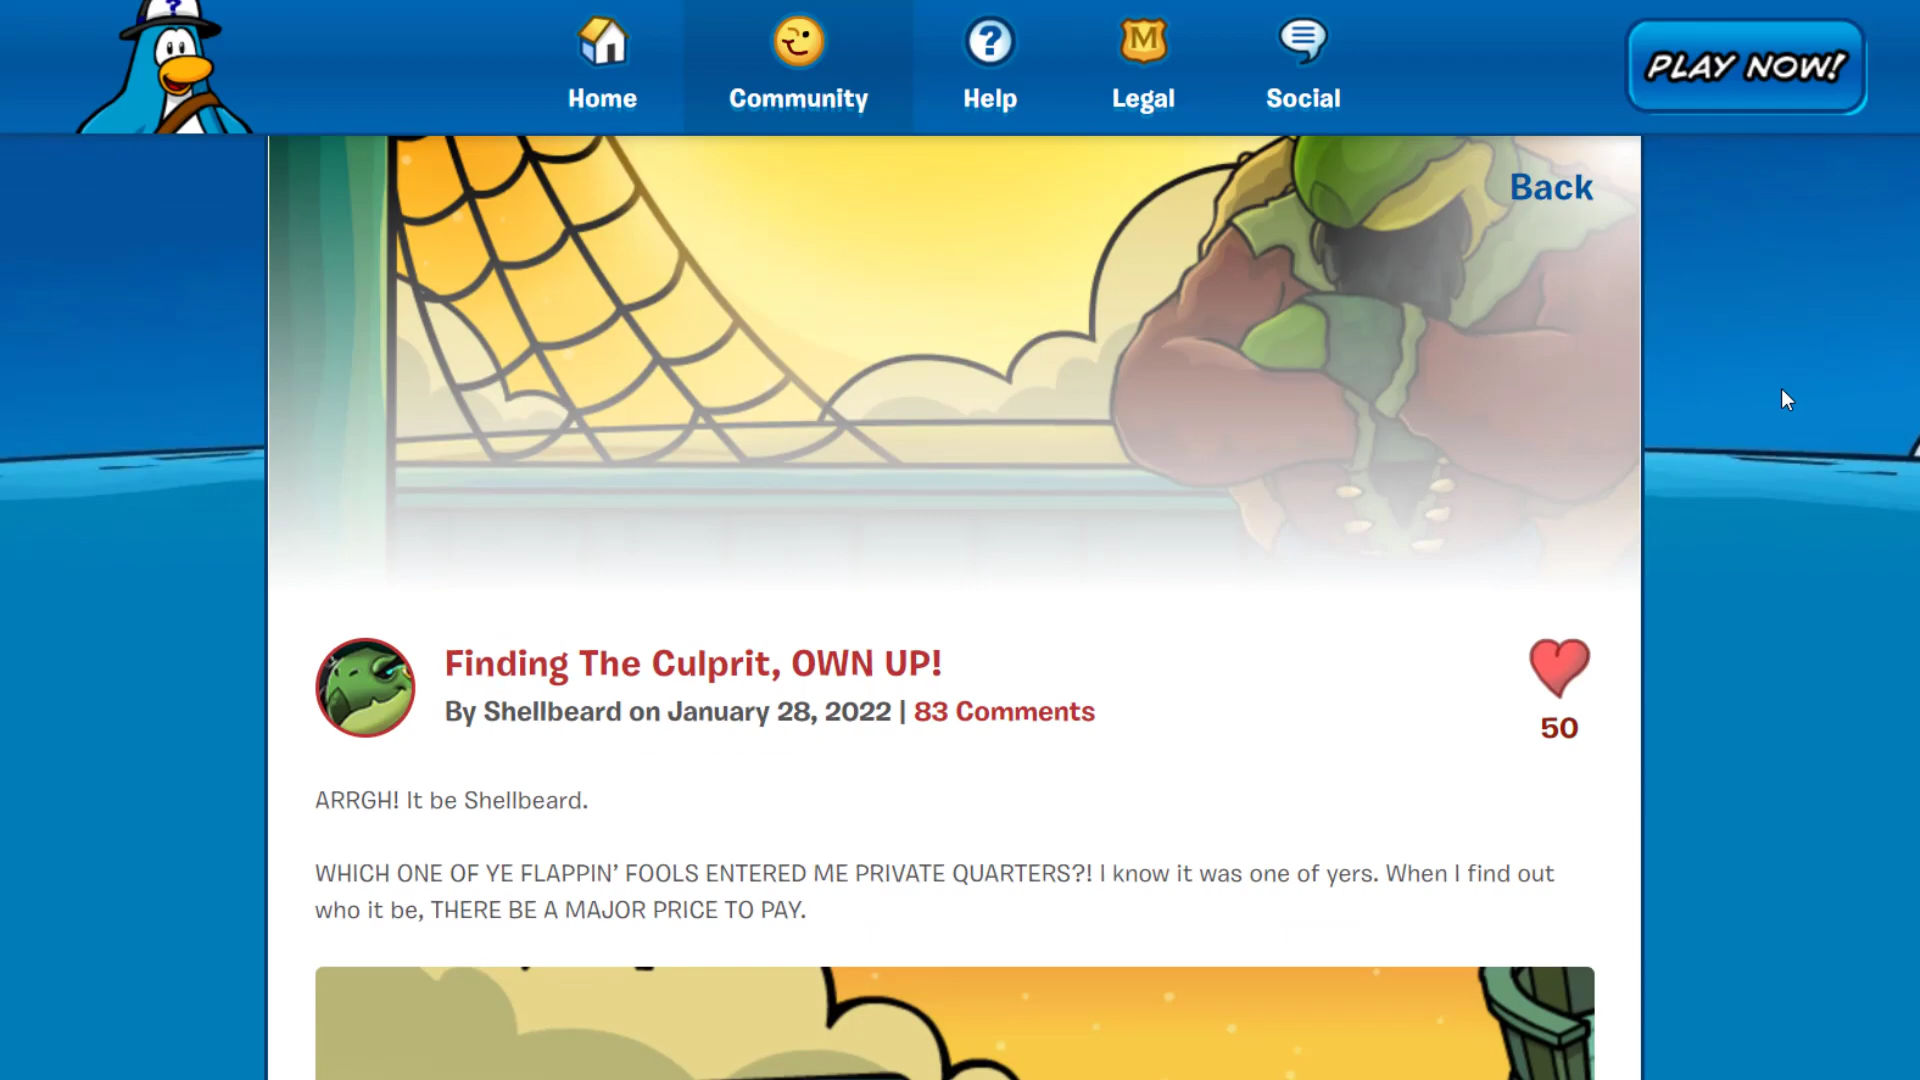 ?
Home
Community
?
Help
M
Legal
Social
PLAY NOW!
Back
Finding The Culprit, OWN UP!
By Shellbeard on January 28, 2022 | 83 Comments
50
ARRGH! It be Shellbeard.
WHICH ONE OF YE FLAPPIN’ FOOLS ENTERED ME PRIVATE QUARTERS?! I know it was one of yers. When I find out
who it be, THERE BE A MAJOR PRICE TO PAY.